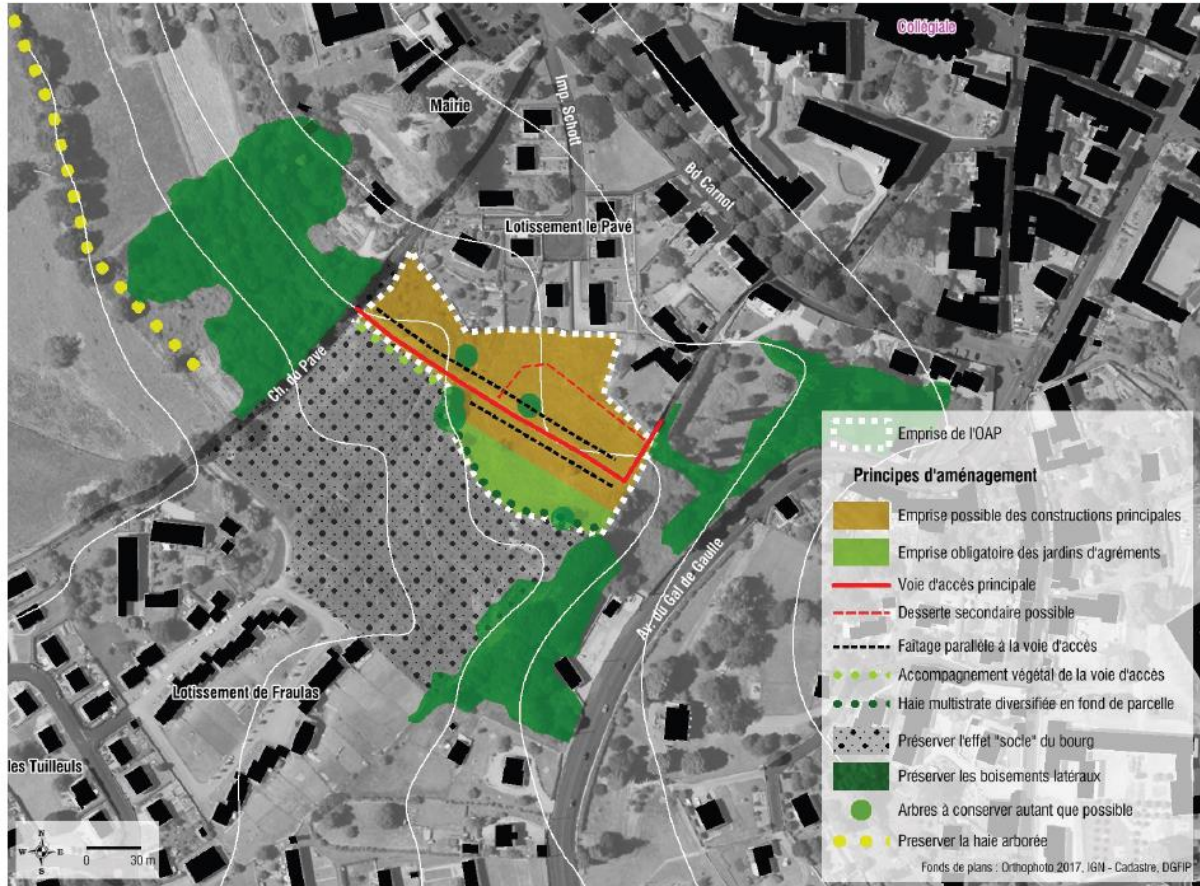 Collégiale
Mairie
Imp. Schott
Bd Carnot
Lotissement le Pavé
Ch. du Pavé
Av. du Gal de Gaulle
Lotissement de Fraulas
les Tuilleuls
N
W E
S
0 30 m
Emprise de l'OAP
Principes d'aménagement
Emprise possible des constructions principales
Emprise obligatoire des jardins d'agréments
Voie d'accès principale
Desserte secondaire possible
Faîtage parallèle à la voie d'accès
Accompagnement végétal de la voie d'accès
Haie multistrate diversifiée en fond de parcelle
Préserver l'effet "socle" du bourg
Préserver les boisements latéraux
Arbres à conserver autant que possible
Preserver la haie arborée
Fonds de plans : Orthophoto 2017, IGN - Cadastre, DGFIP